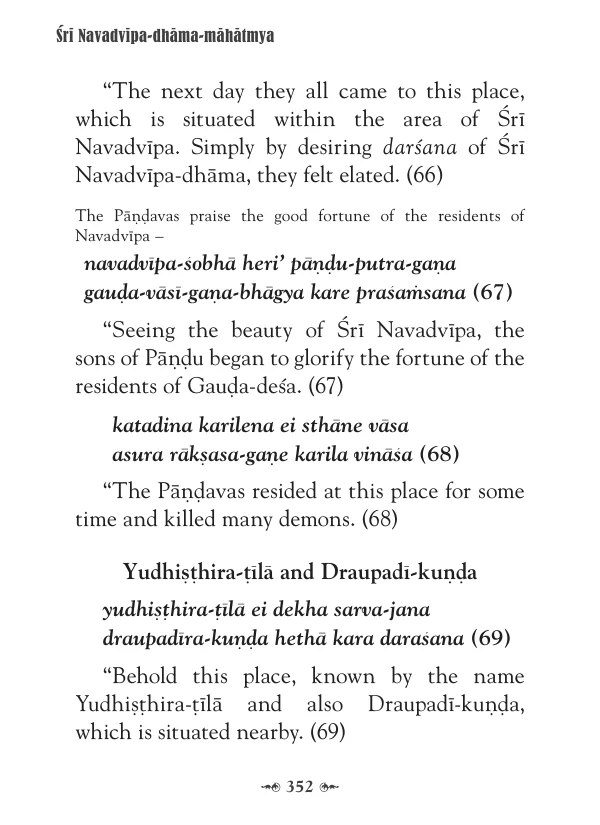 Śrī Navadvīpa-dhāma-māhātmya
“The next day they all came to this place,
which is situated within the area of Śrī
Navadvīpa. Simply by desiring darśana of Śrī
Navadvīpa-dhāma, they felt elated. (66)
The Pāṇḍavas praise the good fortune of the residents of
Navadvīpa –
navadvīpa-śobhā heri’ pāṇḍu-putra-gaṇa
gauḍa-vāsī-gaṇa-bhāgya kare praśaṁsana (67)
“Seeing the beauty of Śrī Navadvīpa, the
sons of Pāṇḍu began to glorify the fortune of the
residents of Gauḍa-deśa. (67)
katadina karilena ei sthāne vāsa
asura rākṣasa-gaṇe karila vināśa (68)
“The Pāṇḍavas resided at this place for some
time and killed many demons. (68)
Yudhiṣṭhira-ṭīlā and Draupadī-kuṇḍa
yudhiṣṭhira-ṭīlā ei dekha sarva-jana
draupadīra-kuṇḍa hethā kara daraśana (69)
“Behold this place, known by the name
Yudhiṣṭhira-ṭīlā and also Draupadī-kuṇḍa,
which is situated nearby. (69)
352